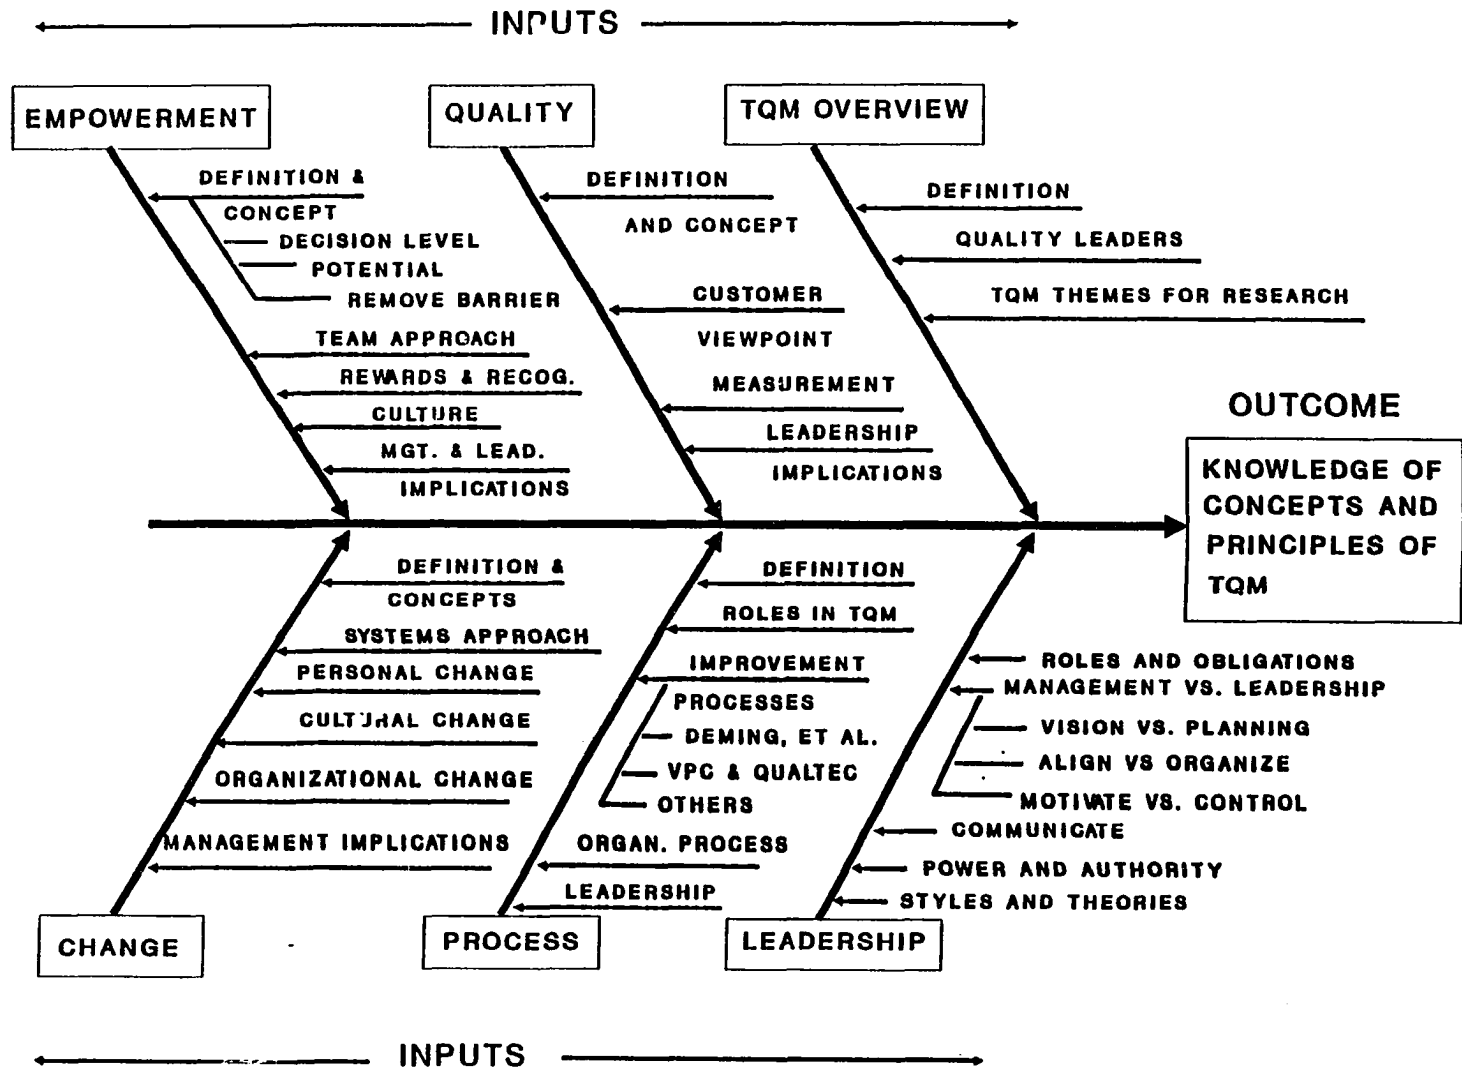 INPUTS
EMPOWERMENT
DEFINITION &
CONCEPT
DECISION LEVEL
POTENTIAL
REMOVE BARRIER
TEAM APPROACH
REWARDS & RECOG.
CULTURE
MGT. & LEAD.
IMPLICATIONS
QUALITY
DEFINITION
AND CONCEPT
CUSTOMER
VIEWPOINT
MEASUREMENT
LEADERSHIP
IMPLICATIONS
TQM OVERVIEW
DEFINITION
QUALITY LEADERS
TQM THEMES FOR RESEARCH
OUTCOME
KNOWLEDGE OF
CONCEPTS AND
PRINCIPLES OF
TQM
DEFINITION &
CONCEPTS
SYSTEMS APPROACH
PERSONAL CHANGE
CULTURAL CHANGE
ORGANIZATIONAL CHANGE
MANAGEMENT IMPLICATIONS
CHANGE
DEFINITION
ROLES IN TQM
IMPROVEMENT
PROCESSES
DEMING, ET AL.
VPC & QUALTEC
OTHERS
ORGAN. PROCESS
LEADERSHIP
PROCESS
ROLES AND OBLIGATIONS
MANAGEMENT VS. LEADERSHIP
VISION VS. PLANNING
ALIGN VS ORGANIZE
MOTIVATE VS. CONTROL
COMMUNICATE
POWER AND AUTHORITY
STYLES AND THEORIES
LEADERSHIP
INPUTS